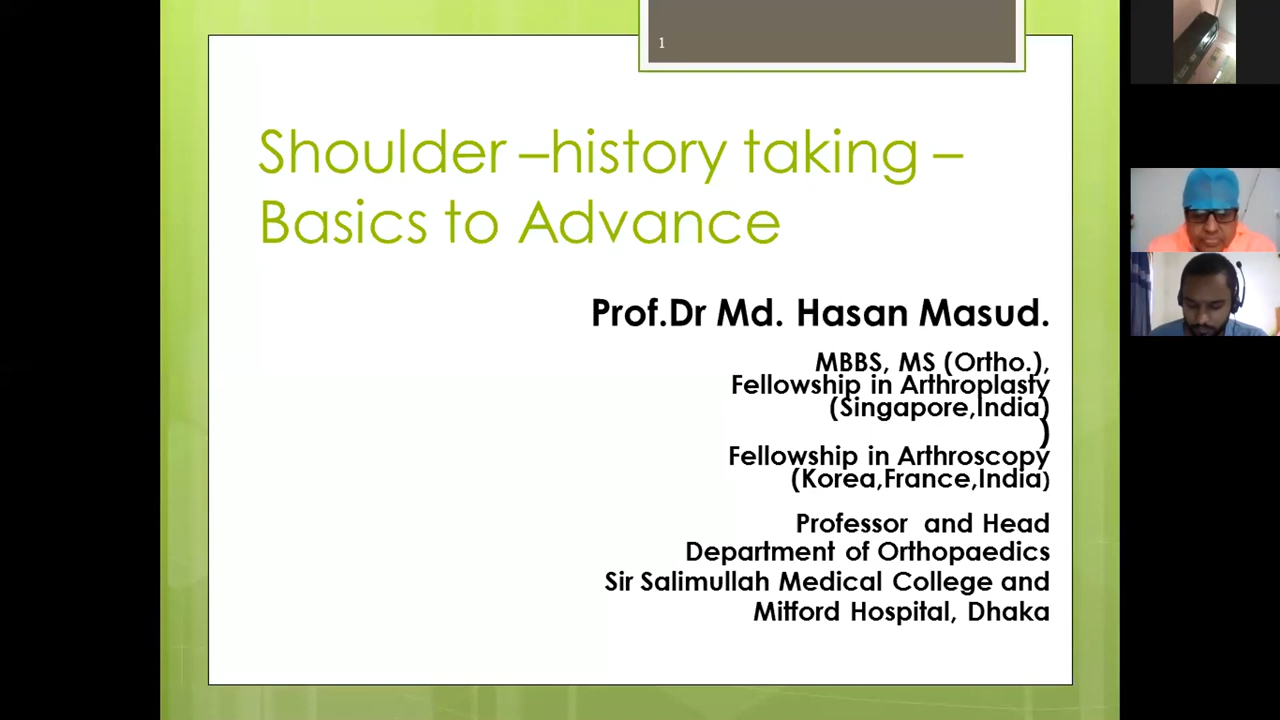 1
Shoulder –history taking –
Basics to Advance
Prof.Dr Md. Hasan Masud.
MBBS, MS (Ortho.),
Fellowship in Arthroplasty
(Singapore,India)
)
Fellowship in Arthroscopy
(Korea,France,India)
Professor and Head
Department of Orthopaedics
Sir Salimullah Medical College and
Mitford Hospital, Dhaka